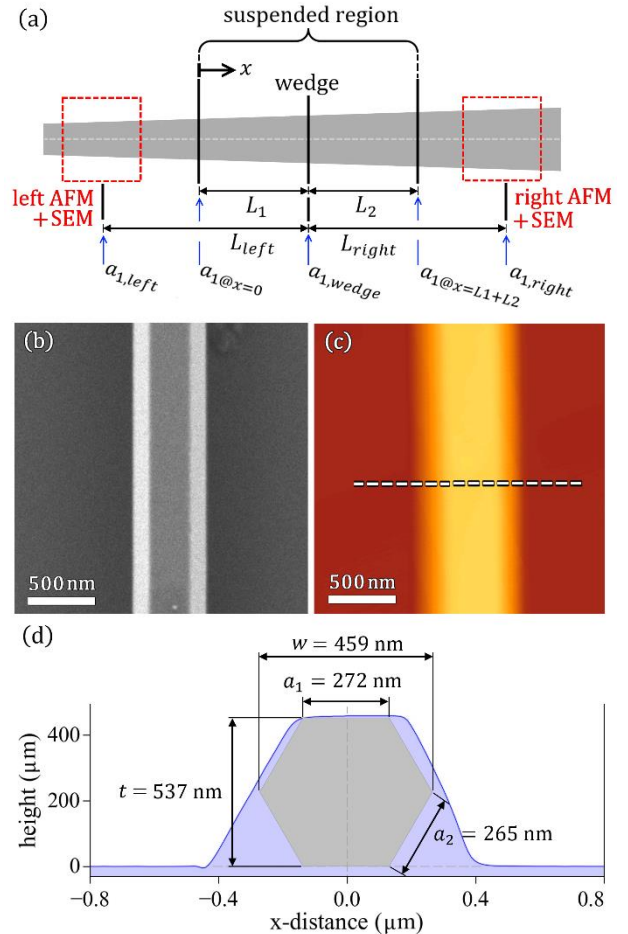 (a)
suspended region
x
wedge
left AFM
+ SEM
L₁
L₂
right AFM
+ SEM
L_left
L_right
a₁,left
a₁@x=0
a₁,wedge
a₁@x=L1+L2
a₁,right
(b)
500 nm
(c)
500 nm
(d)
w = 459 nm
a₁ = 272 nm
400
t = 537 nm
height (μm)
200
a₂ = 265 nm
0
−0.8
−0.4
0.0
0.4
0.8
x-distance (μm)